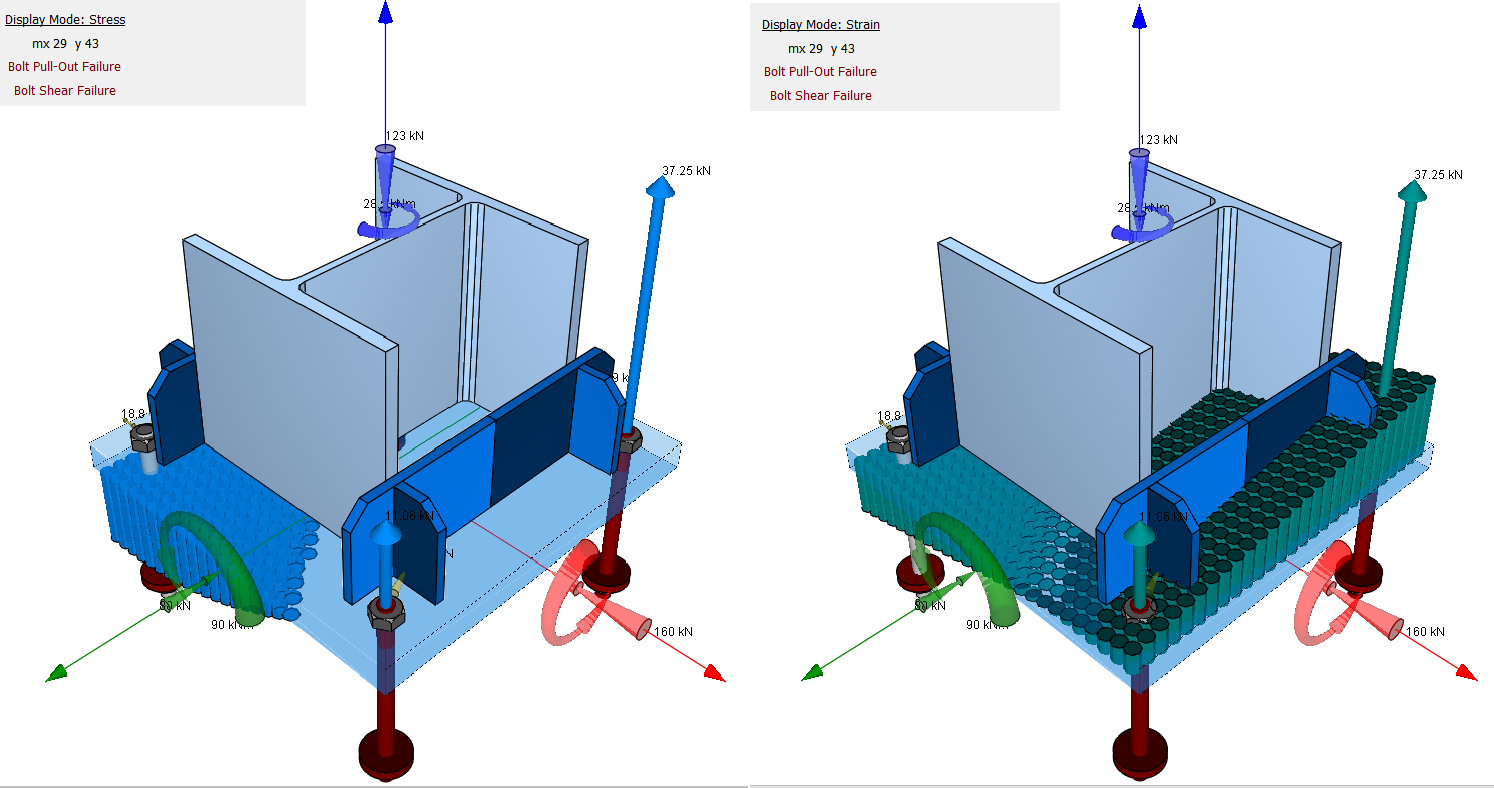 Display Mode: Stress
mx 29 y 43
Bolt Pull-Out Failure
Bolt Shear Failure
123 kN
37.25 kN
18.8
11.06 kN
90 kN
160 kN
Display Mode: Strain
mx 29 y 43
Bolt Pull-Out Failure
Bolt Shear Failure
123 kN
37.25 kN
18.8
11.06 kN
90 kN
160 kN